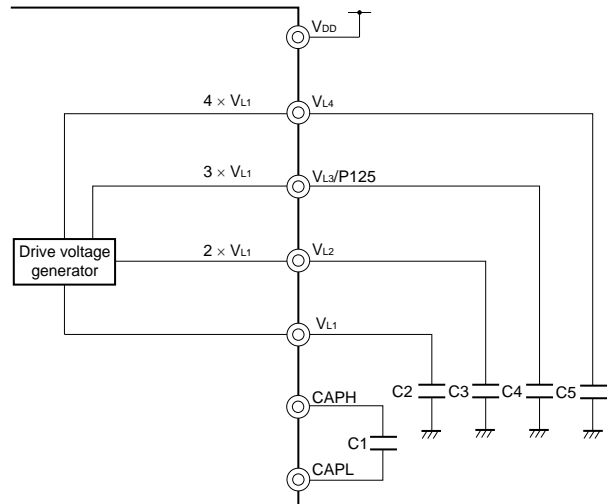 VDD
4 × VL1
VL4
3 × VL1
VL3/P125
Drive voltage
generator
2 × VL1
VL2
VL1
C2
C3
C4
C5
CAPH
C1
CAPL